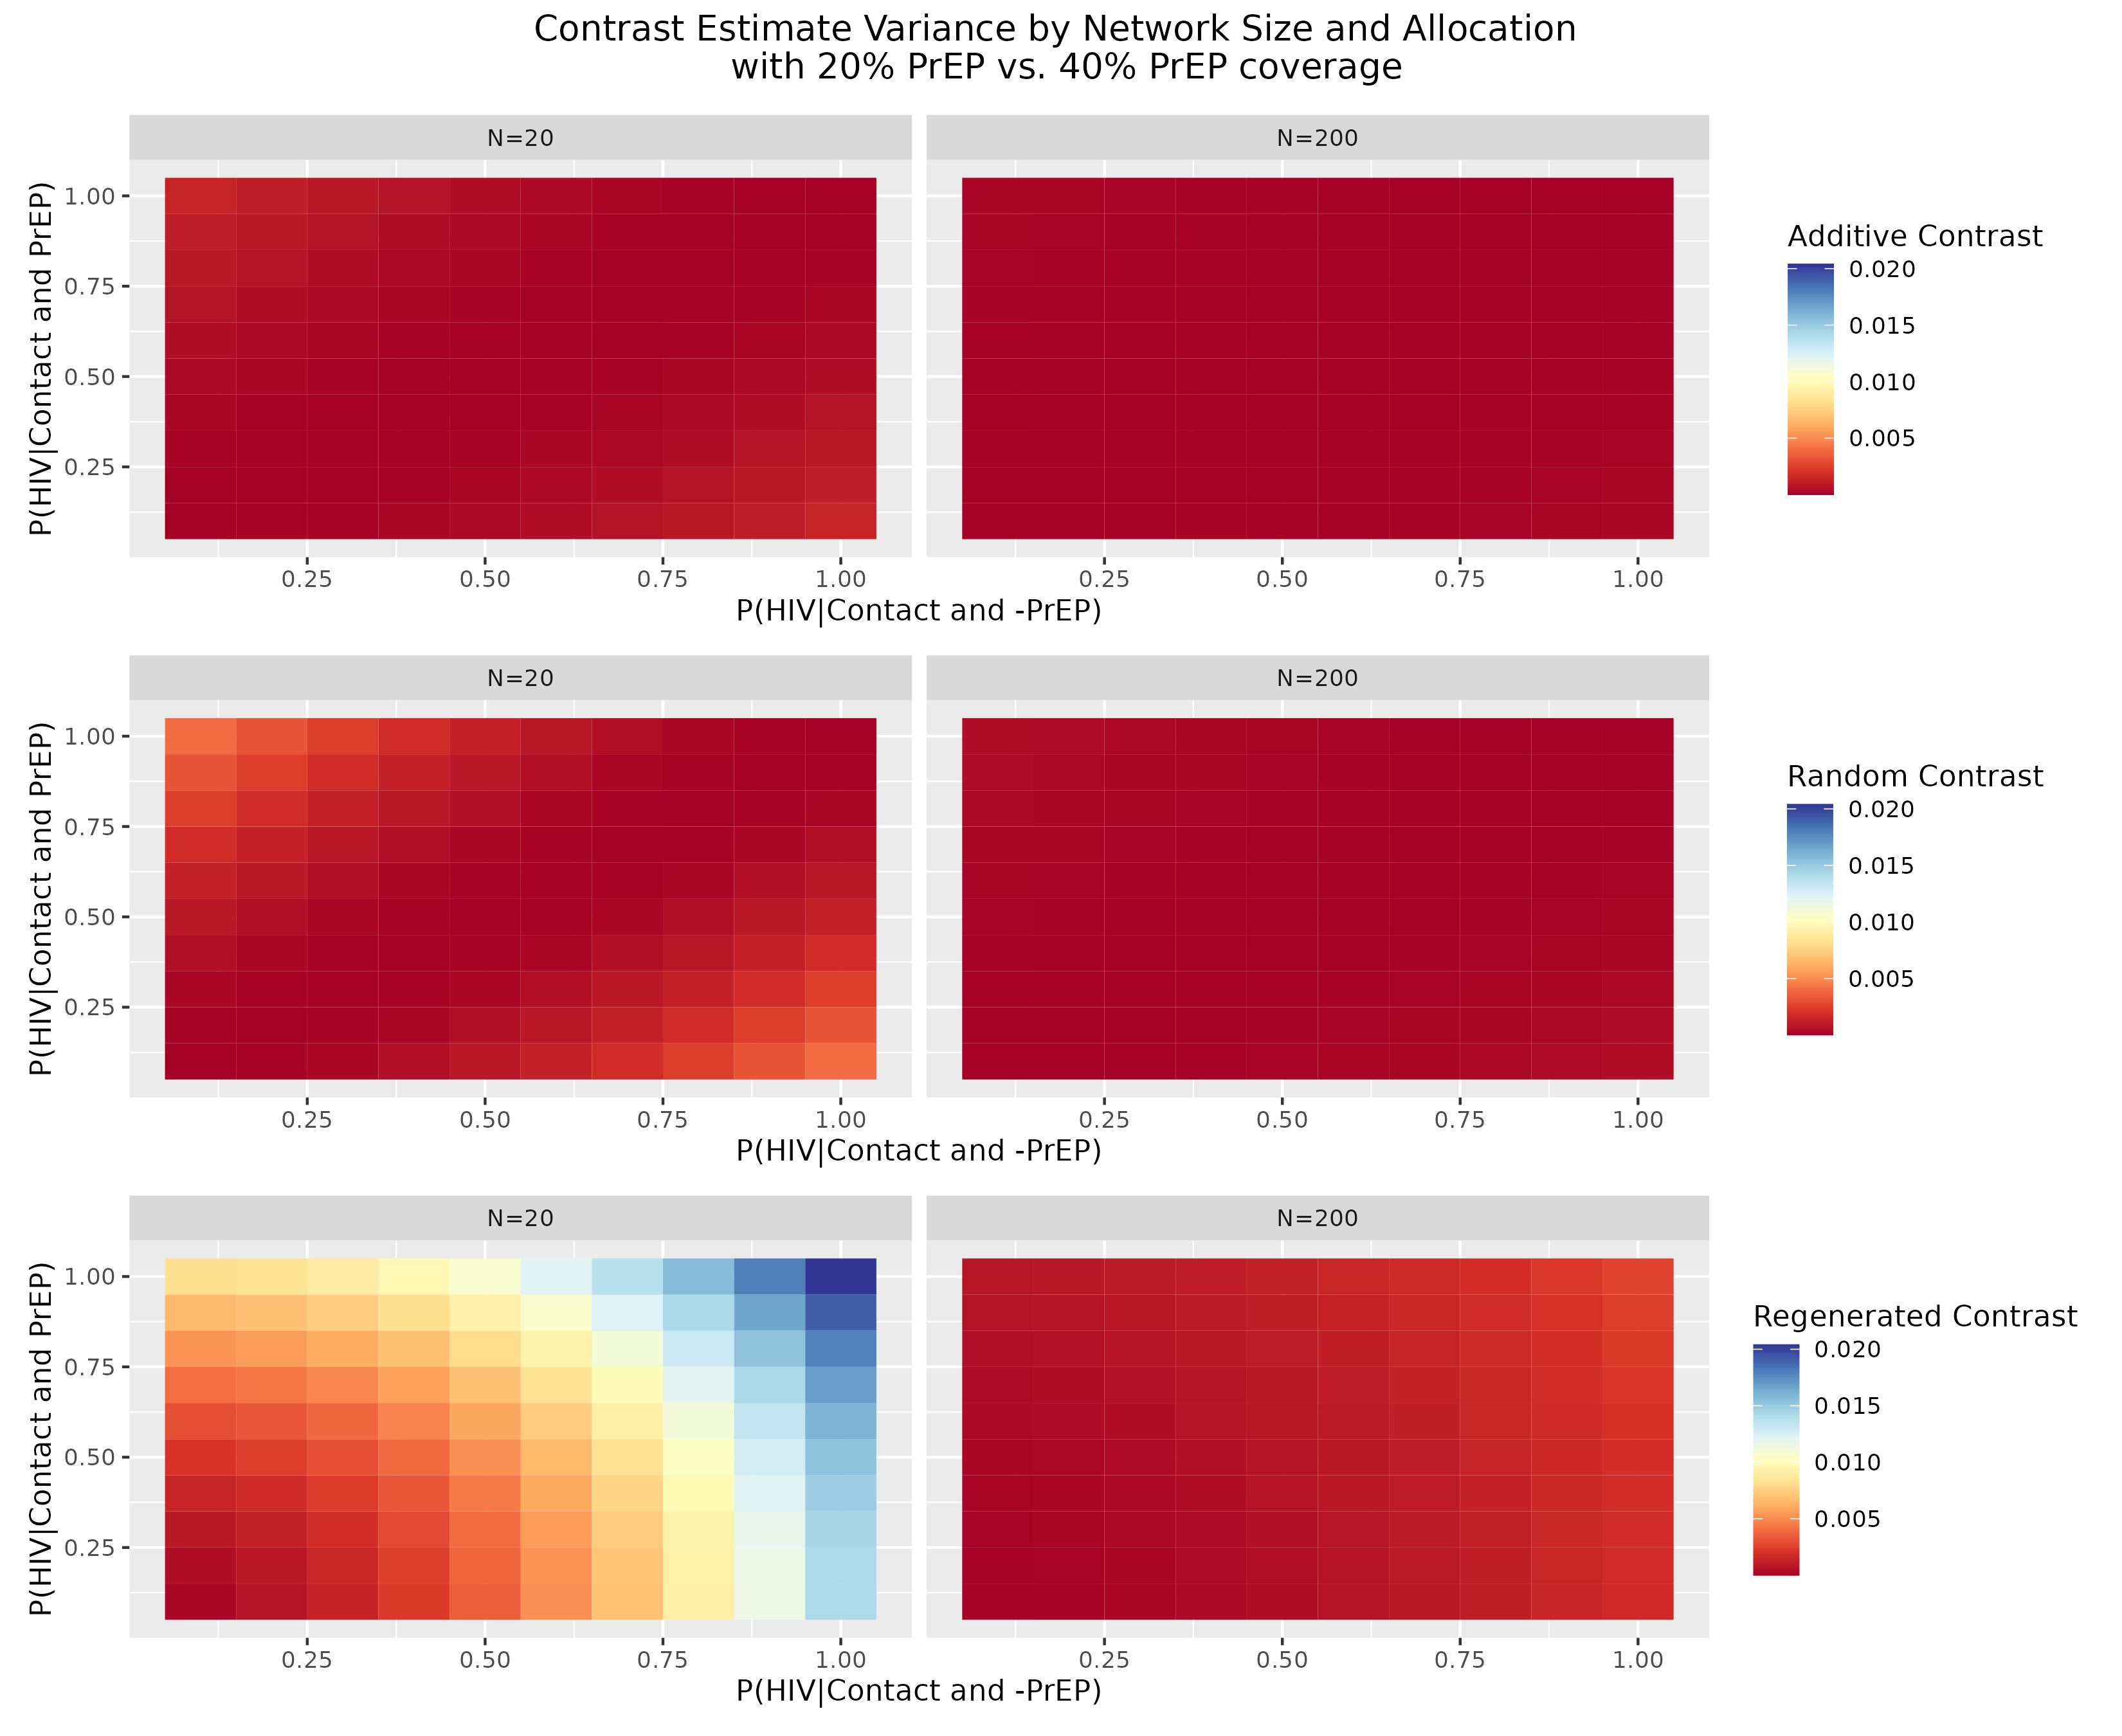 Contrast Estimate Variance by Network Size and Allocation
with 20% PrEP vs. 40% PrEP coverage
N=20
N=200
P(HIV|Contact and PrEP)
1.00
0.75
0.50
0.25
0.25
0.50
0.75
1.00
0.25
0.50
0.75
1.00
P(HIV|Contact and -PrEP)
Additive Contrast
0.020
0.015
0.010
0.005
N=20
N=200
P(HIV|Contact and PrEP)
1.00
0.75
0.50
0.25
0.25
0.50
0.75
1.00
0.25
0.50
0.75
1.00
P(HIV|Contact and -PrEP)
Random Contrast
0.020
0.015
0.010
0.005
N=20
N=200
P(HIV|Contact and PrEP)
1.00
0.75
0.50
0.25
0.25
0.50
0.75
1.00
0.25
0.50
0.75
1.00
P(HIV|Contact and -PrEP)
Regenerated Contrast
0.020
0.015
0.010
0.005